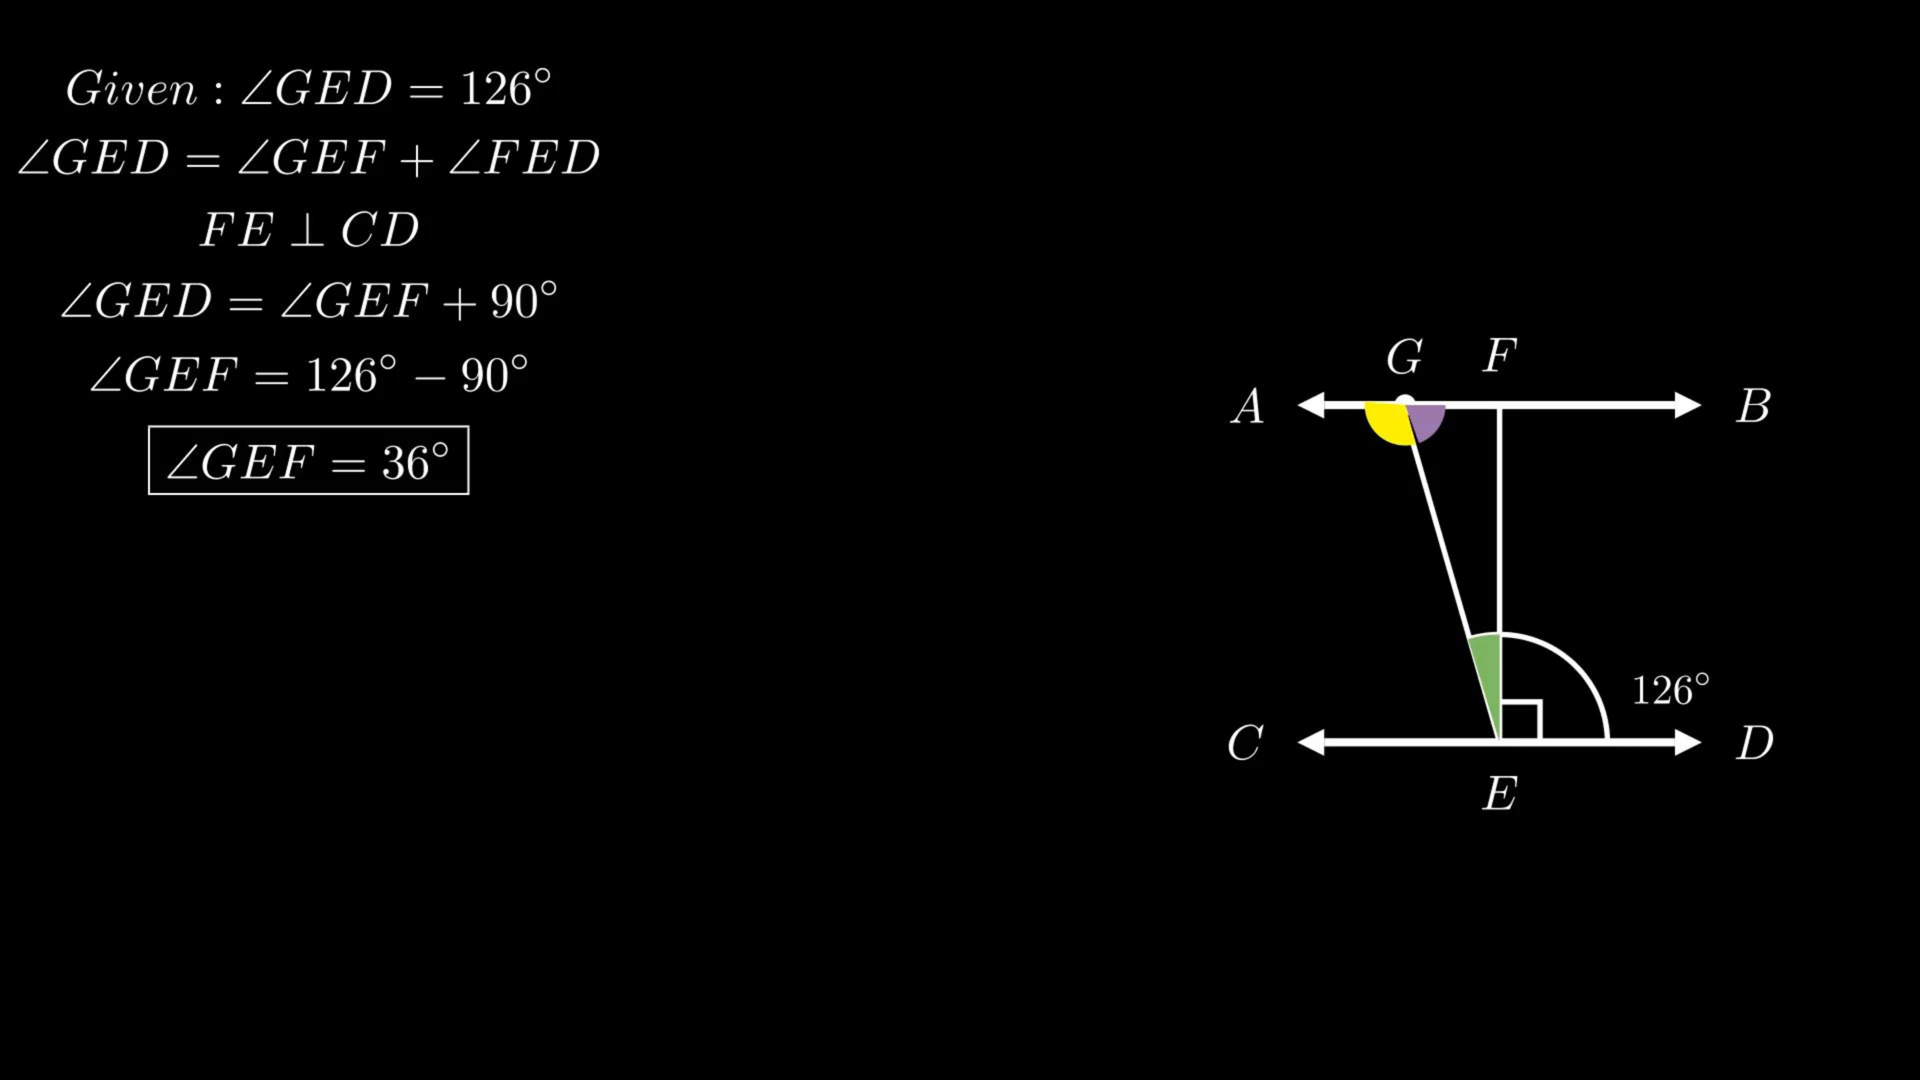 Given : ∠GED = 126°
∠GED = ∠GEF + ∠FED
FE ⊥ CD
∠GED = ∠GEF + 90°
∠GEF = 126° − 90°
∠GEF = 36°
G F
A B
126°
C D
E